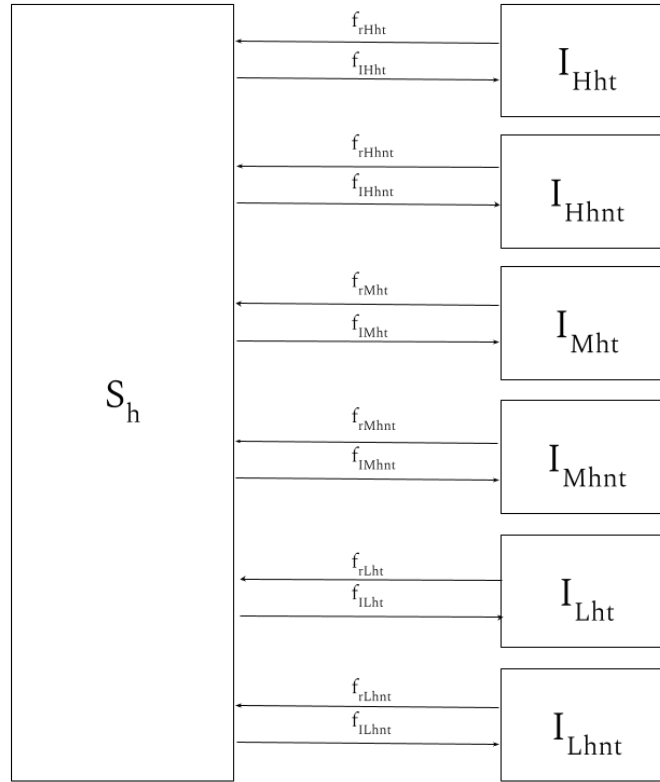 f_rHht
f_IHht
I_Hht
f_rHhnt
f_IHhnt
I_Hhnt
f_rMht
f_IMht
I_Mht
S_h
f_rMhnt
f_IMhnt
I_Mhnt
f_rLht
f_ILht
I_Lht
f_rLhnt
f_ILhnt
I_Lhnt